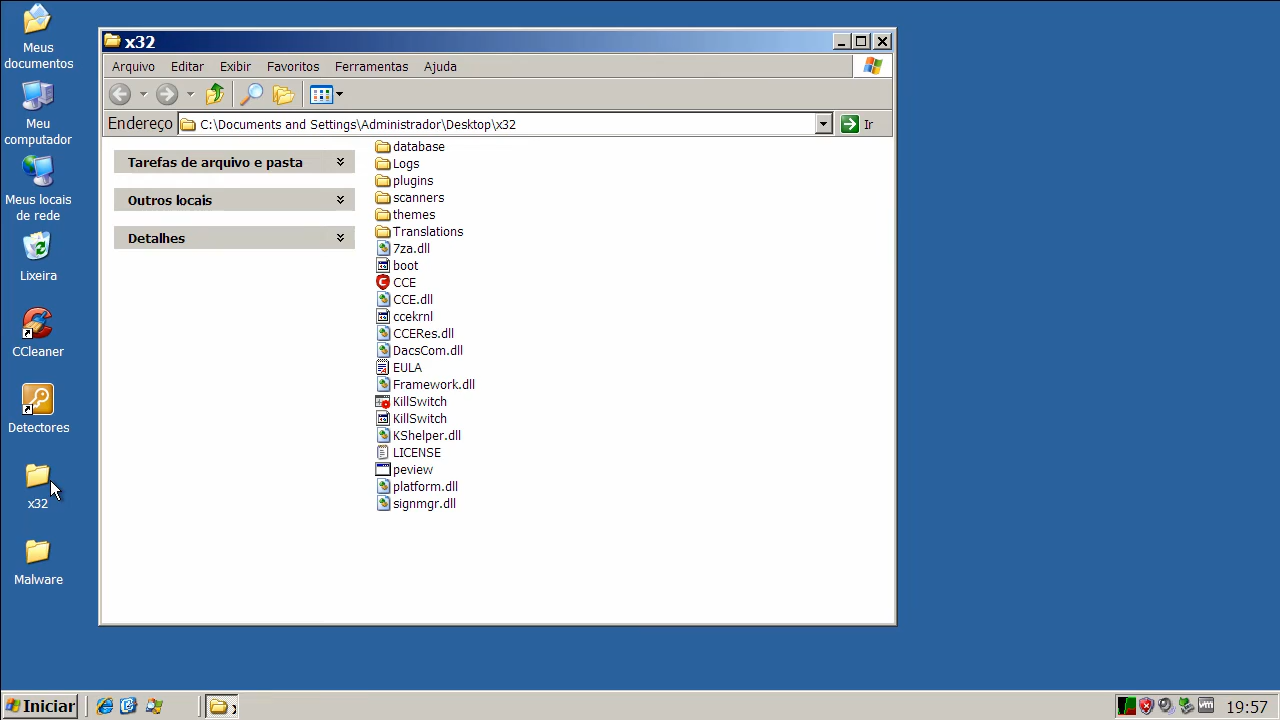 Meus
documentos
Meu
computador
Meus locais
de rede
Lixeira
CCleaner
Detectores
x32
Malware
x32
Arquivo Editar Exibir Favoritos Ferramentas Ajuda
Endereço C:\Documents and Settings\Administrador\Desktop\x32 Ir
Tarefas de arquivo e pasta
Outros locais
Detalhes
database
Logs
plugins
scanners
themes
Translations
7za.dll
boot
CCE
CCE.dll
ccekrnl
CCERes.dll
DacsCom.dll
EULA
Framework.dll
KillSwitch
KillSwitch
KShelper.dll
LICENSE
peview
platform.dll
signmgr.dll
Iniciar
19:57